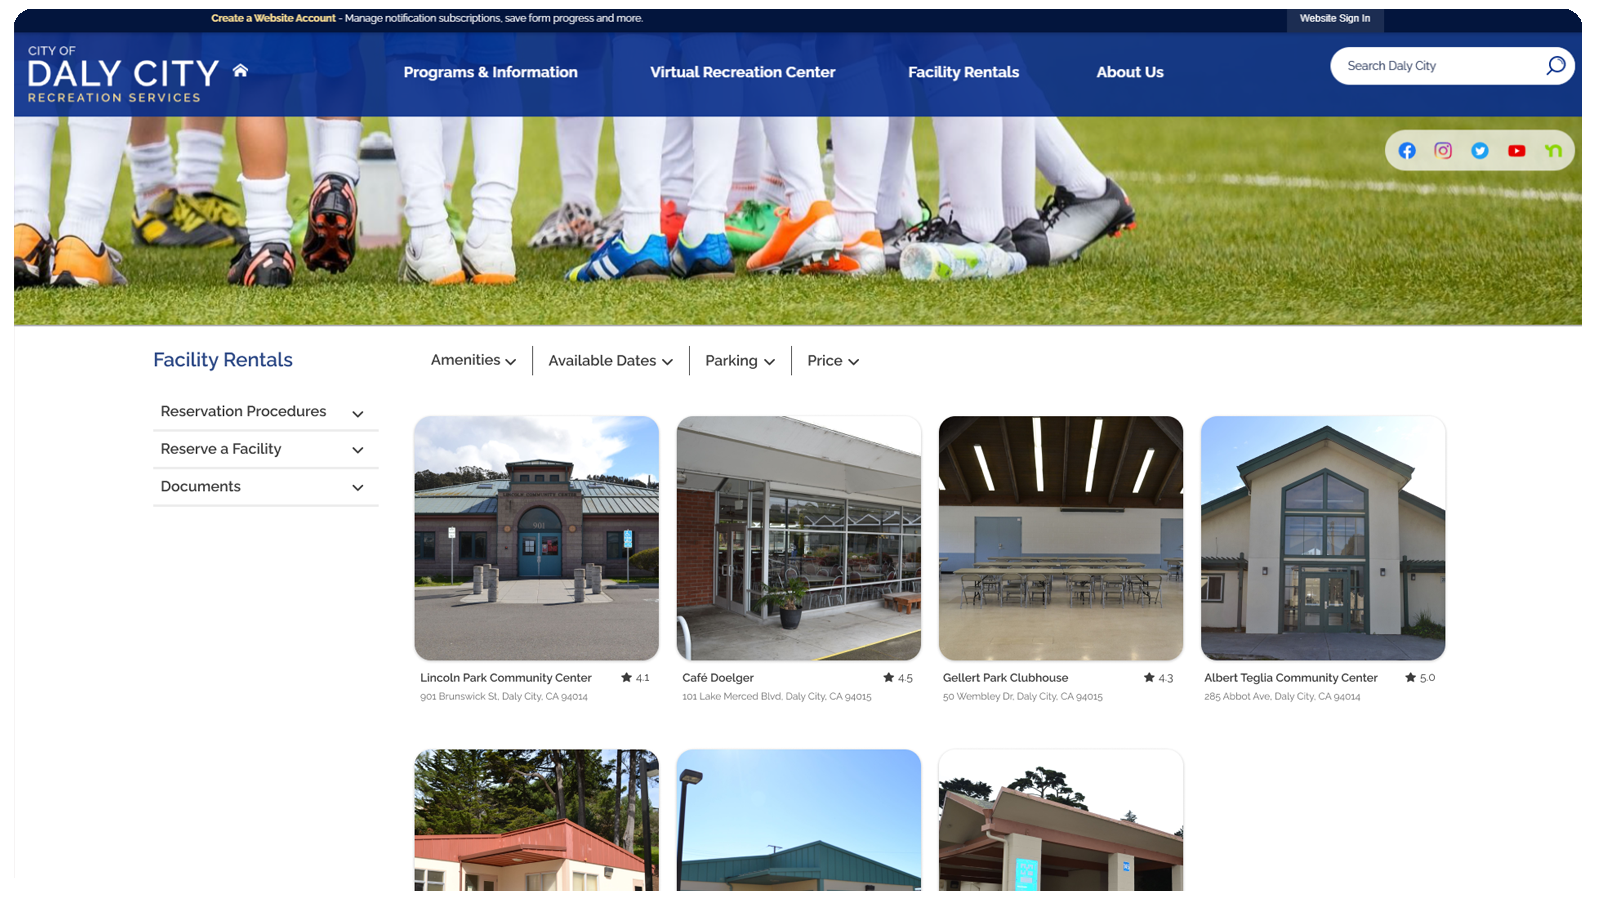 Create a Website Account - Manage notification subscriptions, save form progress and more.
Website Sign In
CITY OF
DALY CITY
RECREATION SERVICES
Programs & Information
Virtual Recreation Center
Facility Rentals
About Us
Search Daly City
Facility Rentals
Reservation Procedures
Reserve a Facility
Documents
Amenities
Available Dates
Parking
Price
LINCOLN COMMUNITY CENTER
901
Lincoln Park Community Center
4.1
901 Brunswick St, Daly City, CA 94014
Café Doelger
4.5
101 Lake Merced Blvd, Daly City, CA 94015
Gellert Park Clubhouse
4.3
50 Wembley Dr, Daly City, CA 94015
Albert Teglia Community Center
5.0
285 Abbot Ave, Daly City, CA 94014